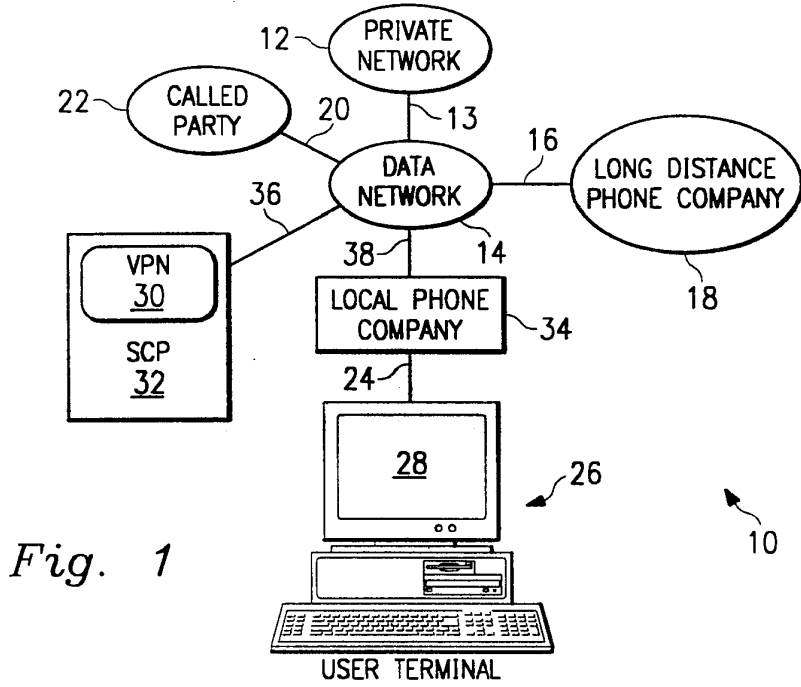 PRIVATE
NETWORK
12
13
CALLED
PARTY
22
20
DATA
NETWORK
14
16
LONG DISTANCE
PHONE COMPANY
18
36
VPN
30
SCP
32
38
LOCAL PHONE
COMPANY
34
24
28
26
10
Fig. 1
USER TERMINAL